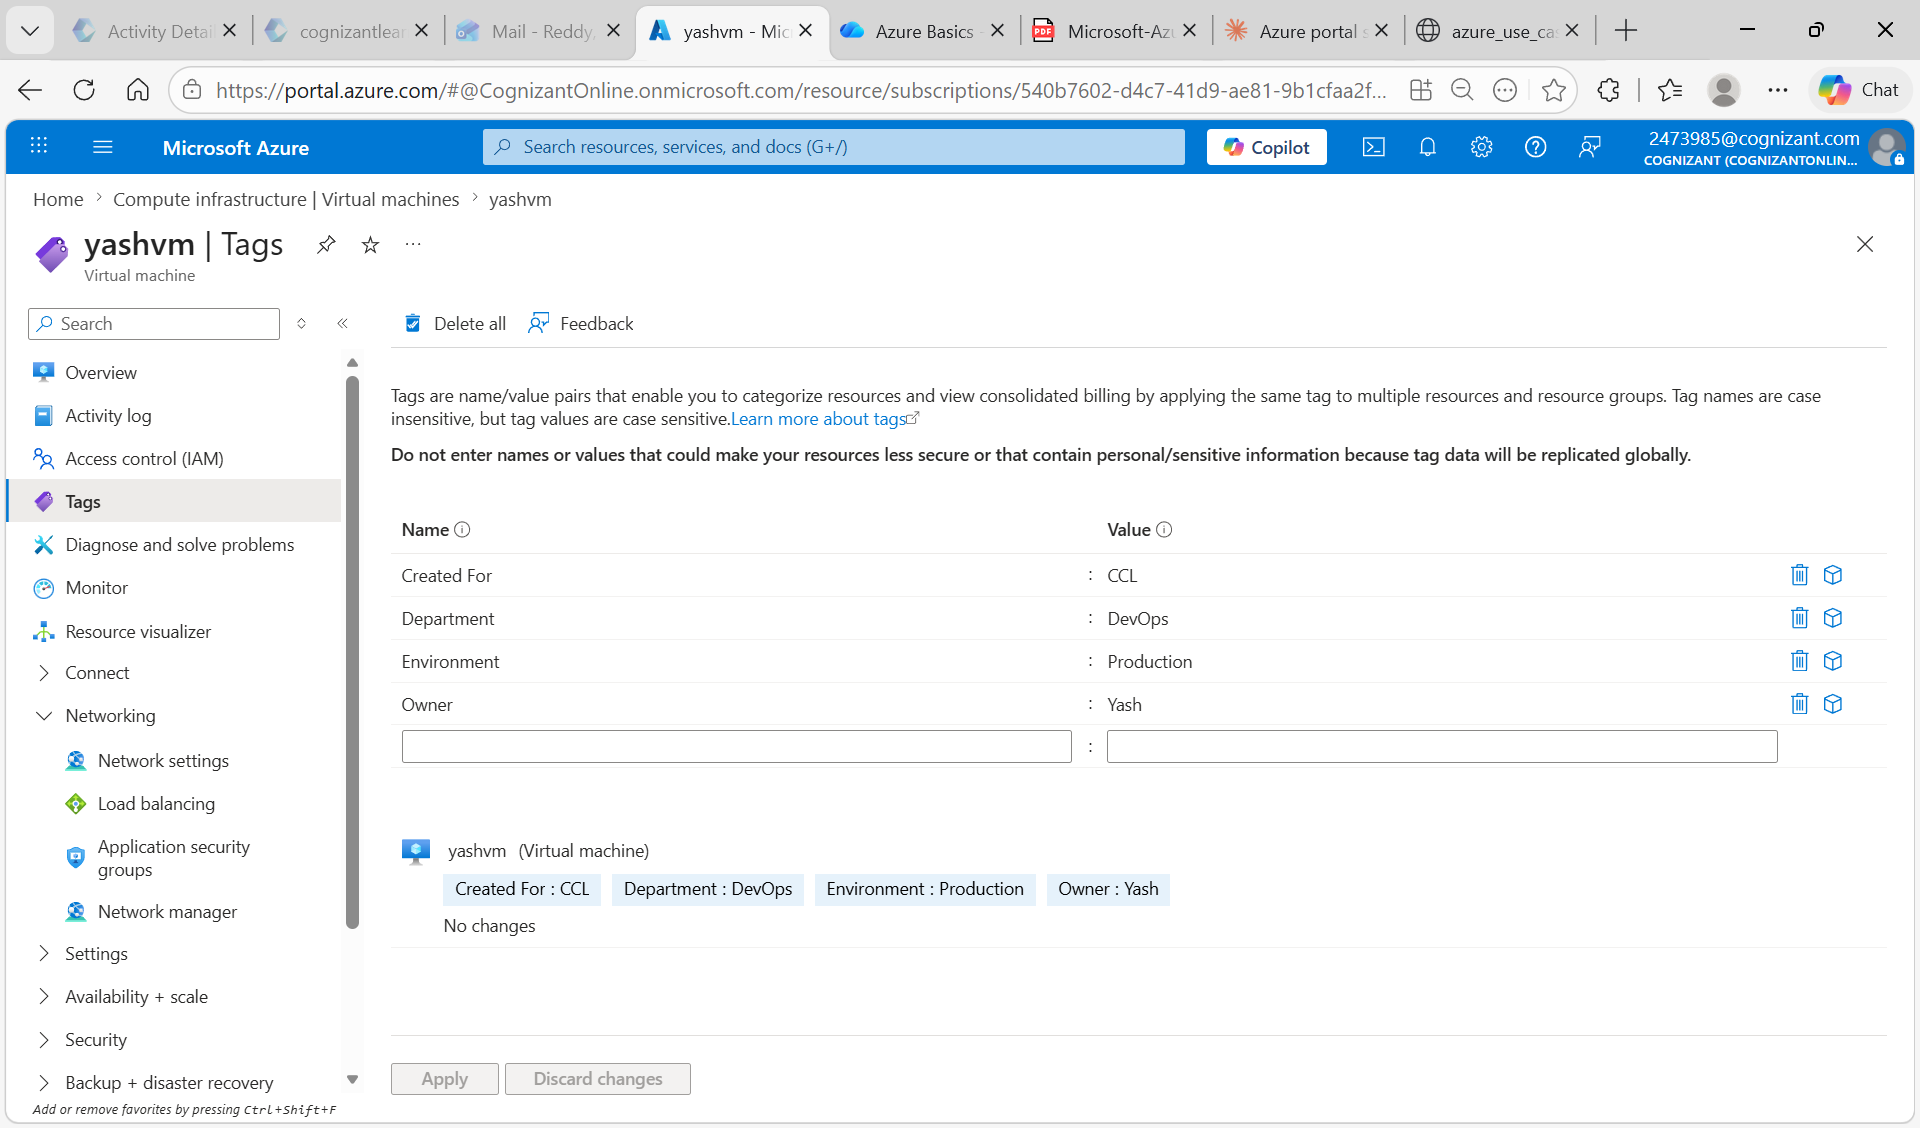 Activity Detai
cognizantlear
Mail - Reddy,
yashvm - Mic
Azure Basics -
Microsoft-Azu
Azure portal s
azure_use_cas
https://portal.azure.com/#@CognizantOnline.onmicrosoft.com/resource/subscriptions/540b7602-d4c7-41d9-ae81-9b1cfaa2f...
Chat
Microsoft Azure
Search resources, services, and docs (G+/)
Copilot
2473985@cognizant.com
COGNIZANT (COGNIZANTONLIN...
Home > Compute infrastructure | Virtual machines > yashvm
yashvm | Tags
Virtual machine
Search
Overview
Activity log
Access control (IAM)
Tags
Diagnose and solve problems
Monitor
Resource visualizer
Connect
Networking
Network settings
Load balancing
Application security
groups
Network manager
Settings
Availability + scale
Security
Backup + disaster recovery
Add or remove favorites by pressing Ctrl+Shift+F
Delete all
Feedback
Tags are name/value pairs that enable you to categorize resources and view consolidated billing by applying the same tag to multiple resources and resource groups. Tag names are case
insensitive, but tag values are case sensitive.Learn more about tags
Do not enter names or values that could make your resources less secure or that contain personal/sensitive information because tag data will be replicated globally.
Name Value
Created For : CCL
Department : DevOps
Environment : Production
Owner : Yash
:
yashvm (Virtual machine)
Created For : CCL Department : DevOps Environment : Production Owner : Yash
No changes
Apply Discard changes